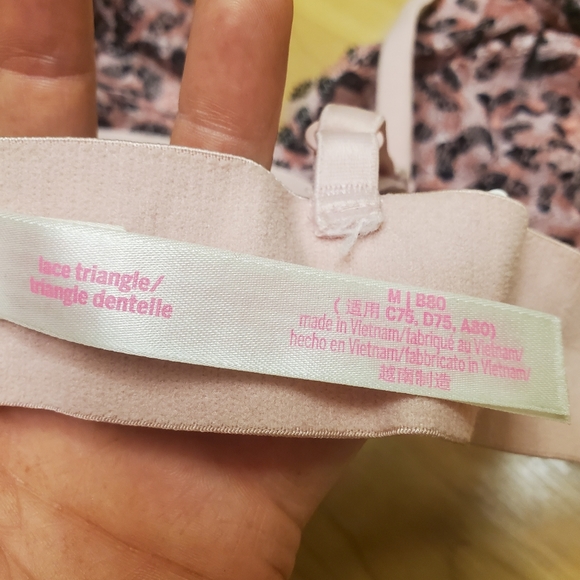 lace triangle/
triangle dentelle
M | B80
( 适用 C75, D75, A80)
made in Vietnam/fabriqué au Vietnam/
hecho en Vietnam/fabbricato in Vietnam/
越南制造